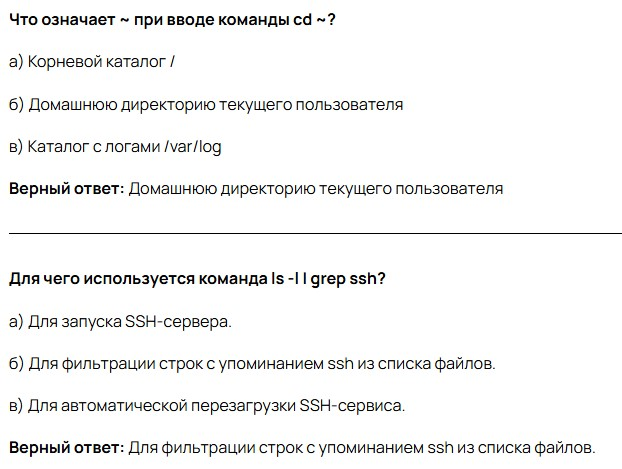 Что означает ~ при вводе команды cd ~?
а) Корневой каталог /
б) Домашнюю директорию текущего пользователя
в) Каталог с логами /var/log
Верный ответ: Домашнюю директорию текущего пользователя
Для чего используется команда ls -l | grep ssh?
а) Для запуска SSH-сервера.
б) Для фильтрации строк с упоминанием ssh из списка файлов.
в) Для автоматической перезагрузки SSH-сервиса.
Верный ответ: Для фильтрации строк с упоминанием ssh из списка файлов.